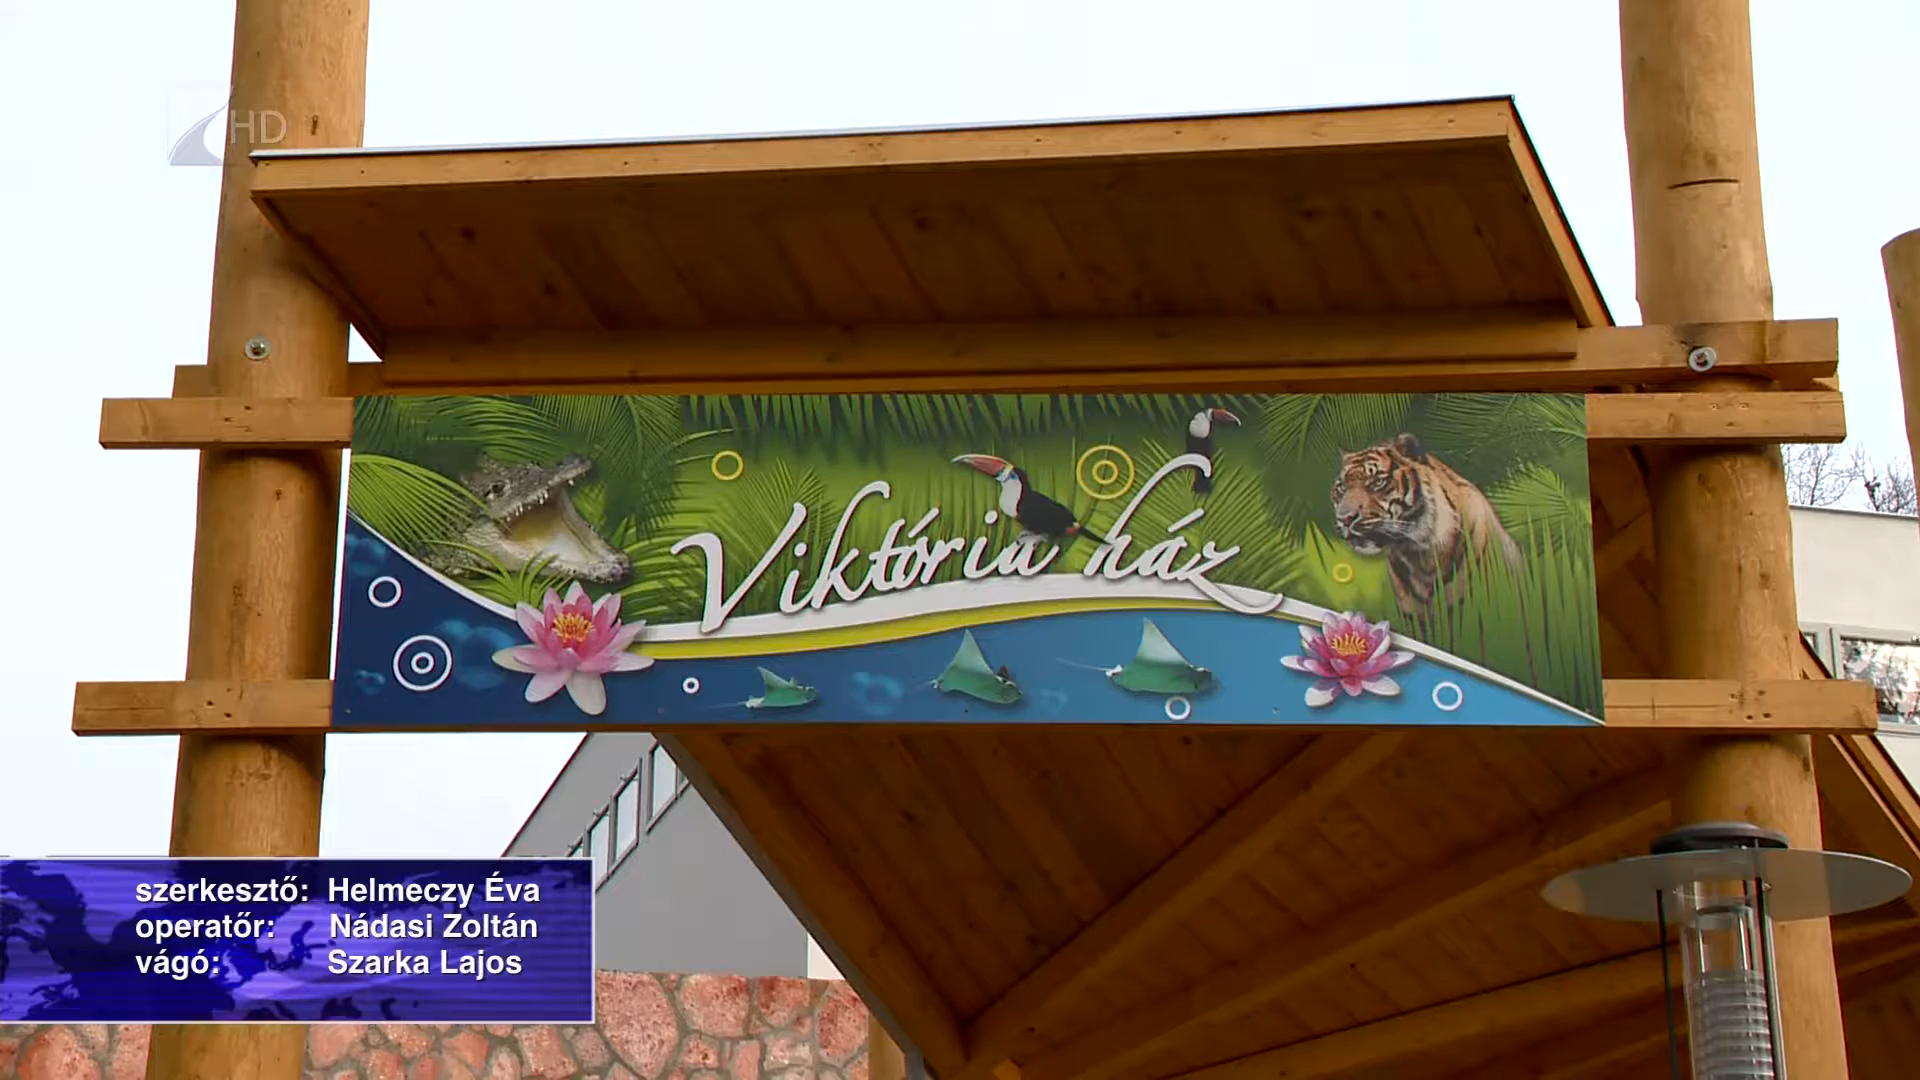 HD
Viktória ház
szerkesztő: Helmeczy Éva
operatőr: Nádasi Zoltán
vágó: Szarka Lajos